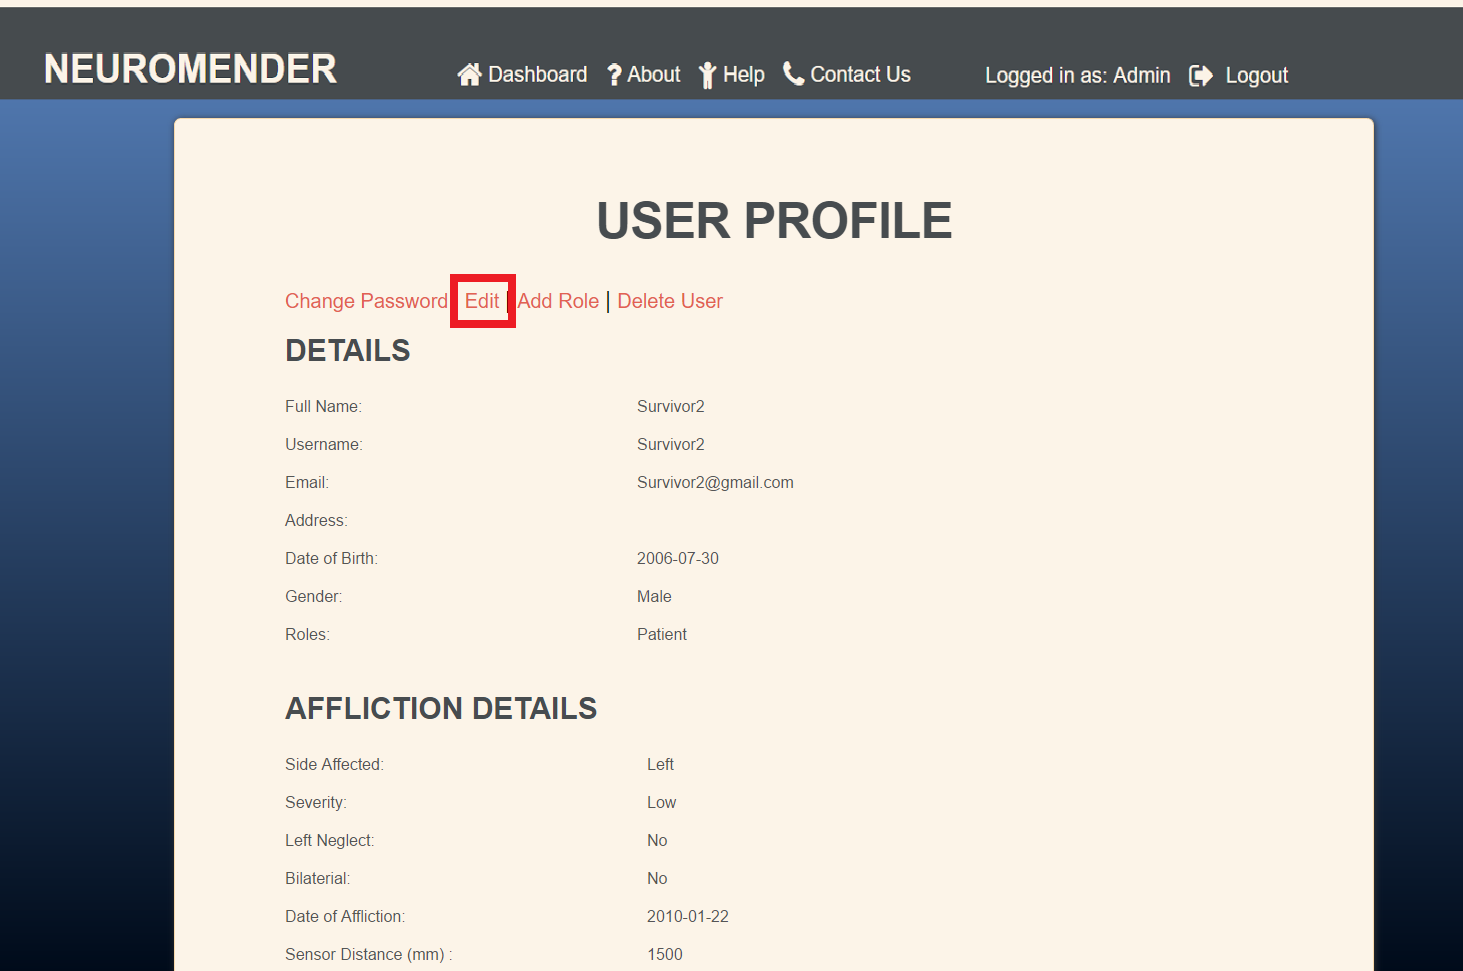 NEUROMENDER Dashboard About Help Contact Us Logged in as: Admin Logout
USER PROFILE
Change Password Edit | Add Role | Delete User
DETAILS
Full Name: Survivor2
Username: Survivor2
Email: Survivor2@gmail.com
Address:
Date of Birth: 2006-07-30
Gender: Male
Roles: Patient
AFFLICTION DETAILS
Side Affected: Left
Severity: Low
Left Neglect: No
Bilaterial: No
Date of Affliction: 2010-01-22
Sensor Distance (mm) : 1500